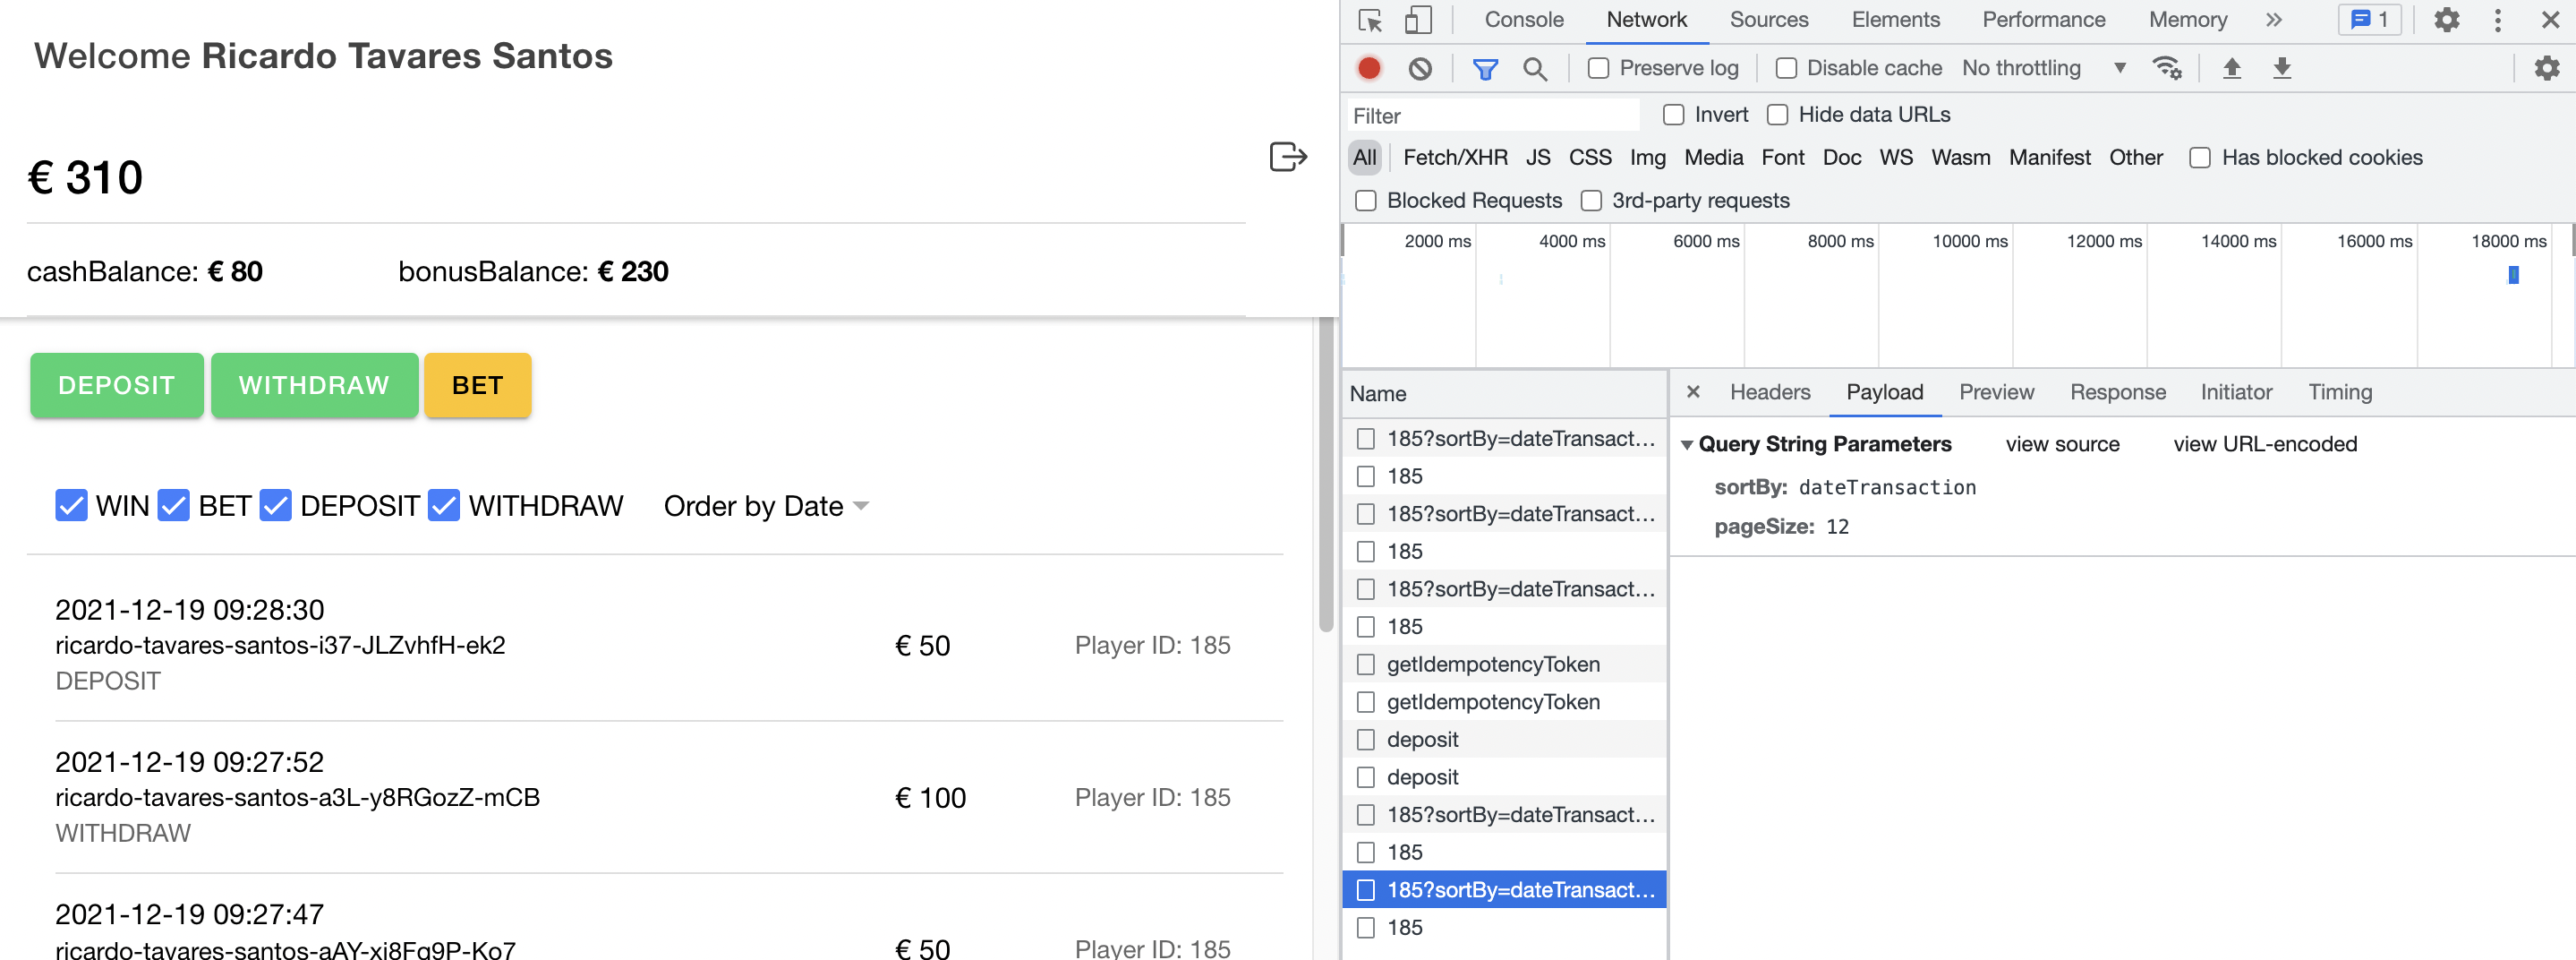 Welcome Ricardo Tavares Santos
€ 310
cashBalance: € 80 bonusBalance: € 230
DEPOSIT WITHDRAW BET
WIN BET DEPOSIT WITHDRAW Order by Date
2021-12-19 09:28:30
ricardo-tavares-santos-i37-JLZvhfH-ek2 € 50 Player ID: 185
DEPOSIT
2021-12-19 09:27:52
ricardo-tavares-santos-a3L-y8RGozZ-mCB € 100 Player ID: 185
WITHDRAW
2021-12-19 09:27:47
ricardo-tavares-santos-aAY-xj8Fq9P-Ko7 € 50 Player ID: 185
Console Network Sources Elements Performance Memory » 1
Preserve log Disable cache No throttling
Filter Invert Hide data URLs
All Fetch/XHR JS CSS Img Media Font Doc WS Wasm Manifest Other Has blocked cookies
Blocked Requests 3rd-party requests
2000 ms 4000 ms 6000 ms 8000 ms 10000 ms 12000 ms 14000 ms 16000 ms 18000 ms
Name
185?sortBy=dateTransact…
185
185?sortBy=dateTransact…
185
185?sortBy=dateTransact…
185
getIdempotencyToken
getIdempotencyToken
deposit
deposit
185?sortBy=dateTransact…
185
185?sortBy=dateTransact…
185
Headers Payload Preview Response Initiator Timing
Query String Parameters view source view URL-encoded
sortBy: dateTransaction
pageSize: 12